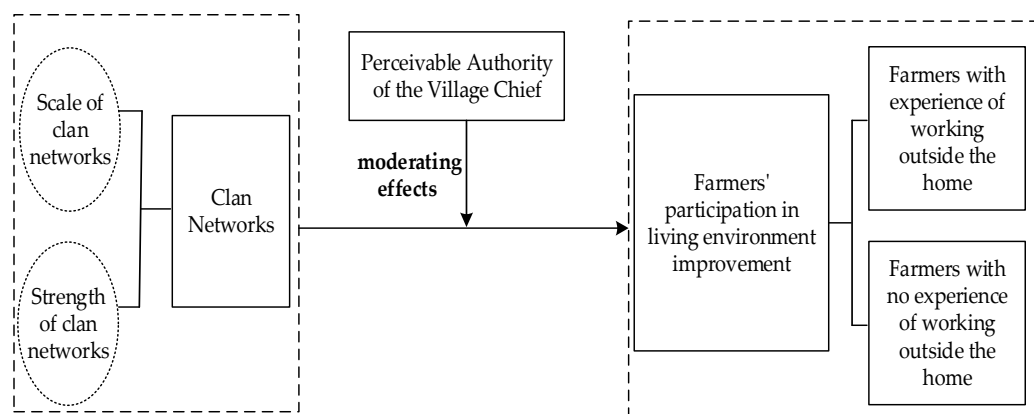 Scale of
clan
networks
Strength
of clan
networks
Clan
Networks
Perceivable Authority
of the Village Chief
moderating
effects
Farmers'
participation in
living environment
improvement
Farmers with
experience of
working
outside the
home
Farmers with
no experience
of working
outside the
home